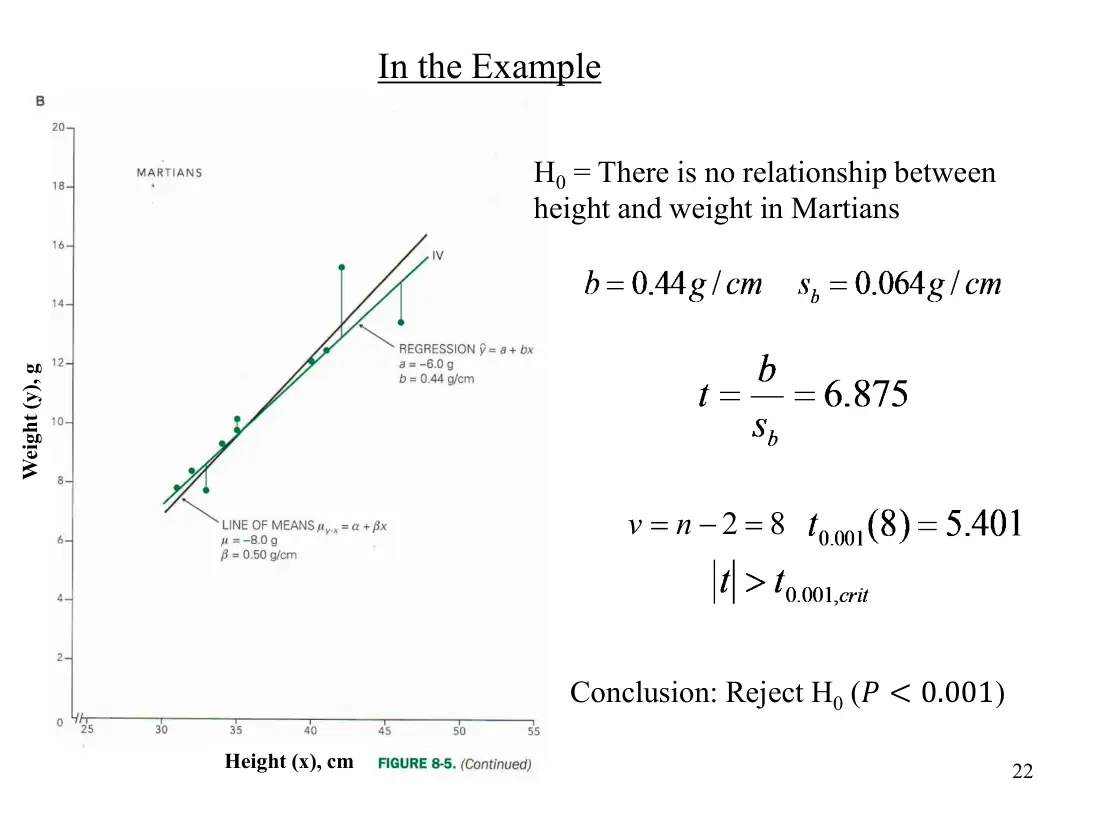 In the Example
B
MARTIANS
20
18
16
14
12
10
8
6
4
2
0
25 30 35 40 45 50 55
Weight (y), g
Height (x), cm
IV
REGRESSION ŷ = a + bx
a = −6.0 g
b = 0.44 g/cm
LINE OF MEANS μy·x = α + βx
μ = −8.0 g
β = 0.50 g/cm
FIGURE 8-5. (Continued)
H₀ = There is no relationship between
height and weight in Martians
b = 0.44 g / cm s_b = 0.064 g / cm
t = b / s_b = 6.875
v = n − 2 = 8 t₀.₀₀₁(8) = 5.401
|t| > t₀.₀₀₁,crit
Conclusion: Reject H₀ (P < 0.001)
22